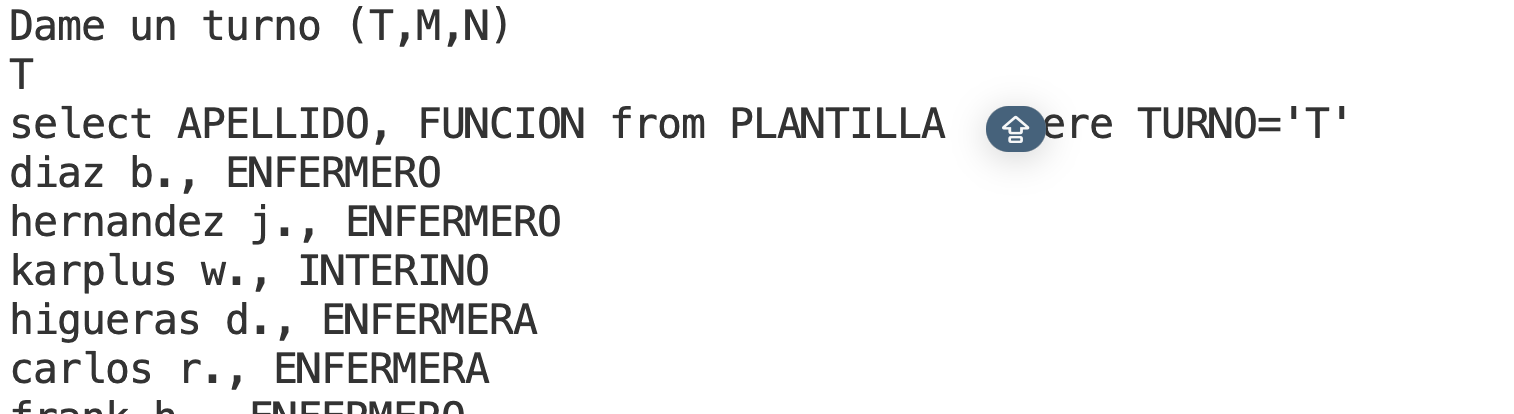 Dame un turno (T,M,N)
T
select APELLIDO, FUNCION from PLANTILLA TURNO='T'
diaz b., ENFERMERO
hernandez j., ENFERMERO
karplus w., INTERINO
higueras d., ENFERMERA
carlos r., ENFERMERA